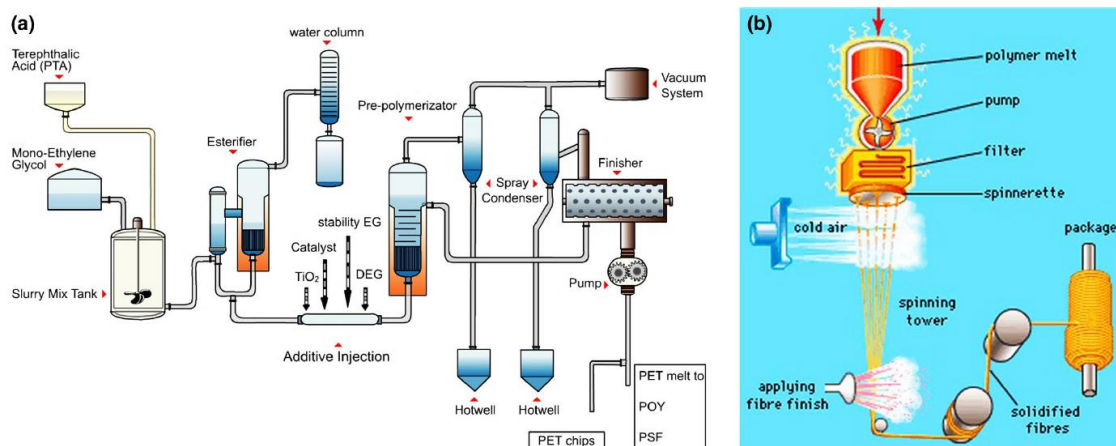 (a)
Terephthalic
Acid (PTA)
Mono-Ethylene
Glycol
Slurry Mix Tank
Esterifier
water column
Pre-polymerizator
Vacuum
System
Finisher
Spray
Condenser
stability EG
Catalyst
TiO2
DEG
Additive Injection
Pump
Hotwell
Hotwell
PET melt to
POY
PSF
PET chips
(b)
polymer melt
pump
filter
spinnerette
cold air
package
spinning
tower
applying
fibre finish
solidified
fibres